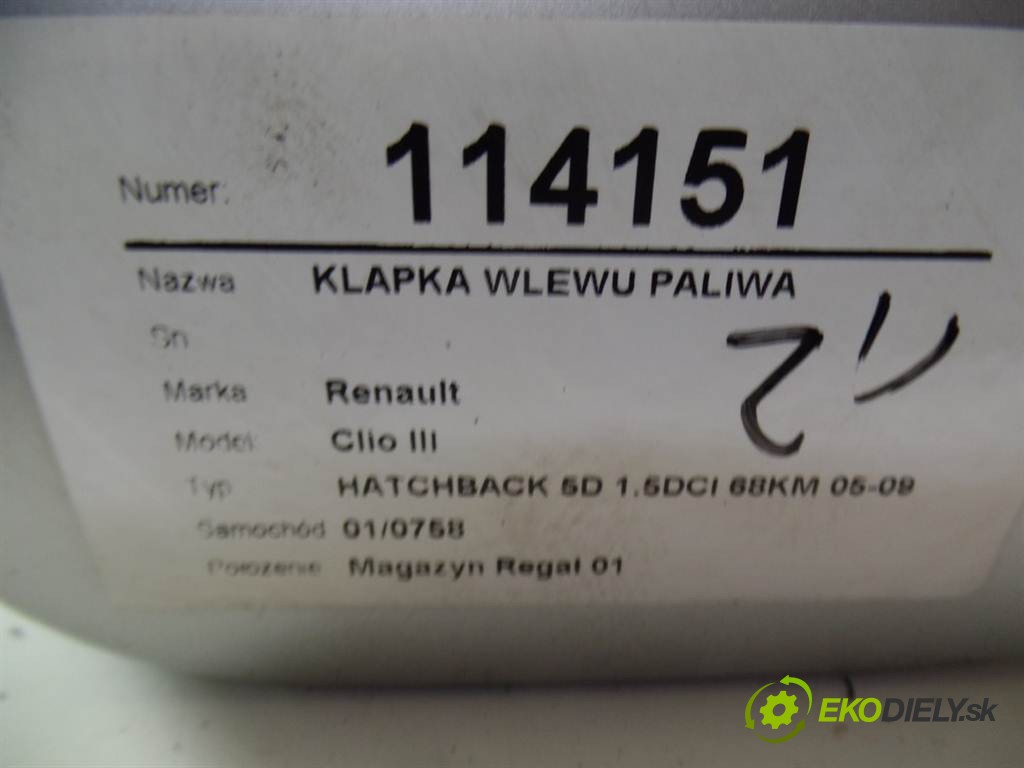 Numer: 114151
Nazwa KLAPKA WLEWU PALIWA
Sn
Marka Renault
Model: Clio III
Typ HATCHBACK 5D 1.5DCI 68KM 05-09
Samochód 01/0758
Położenie Magazyn Regał 01
EKODIELY.sk